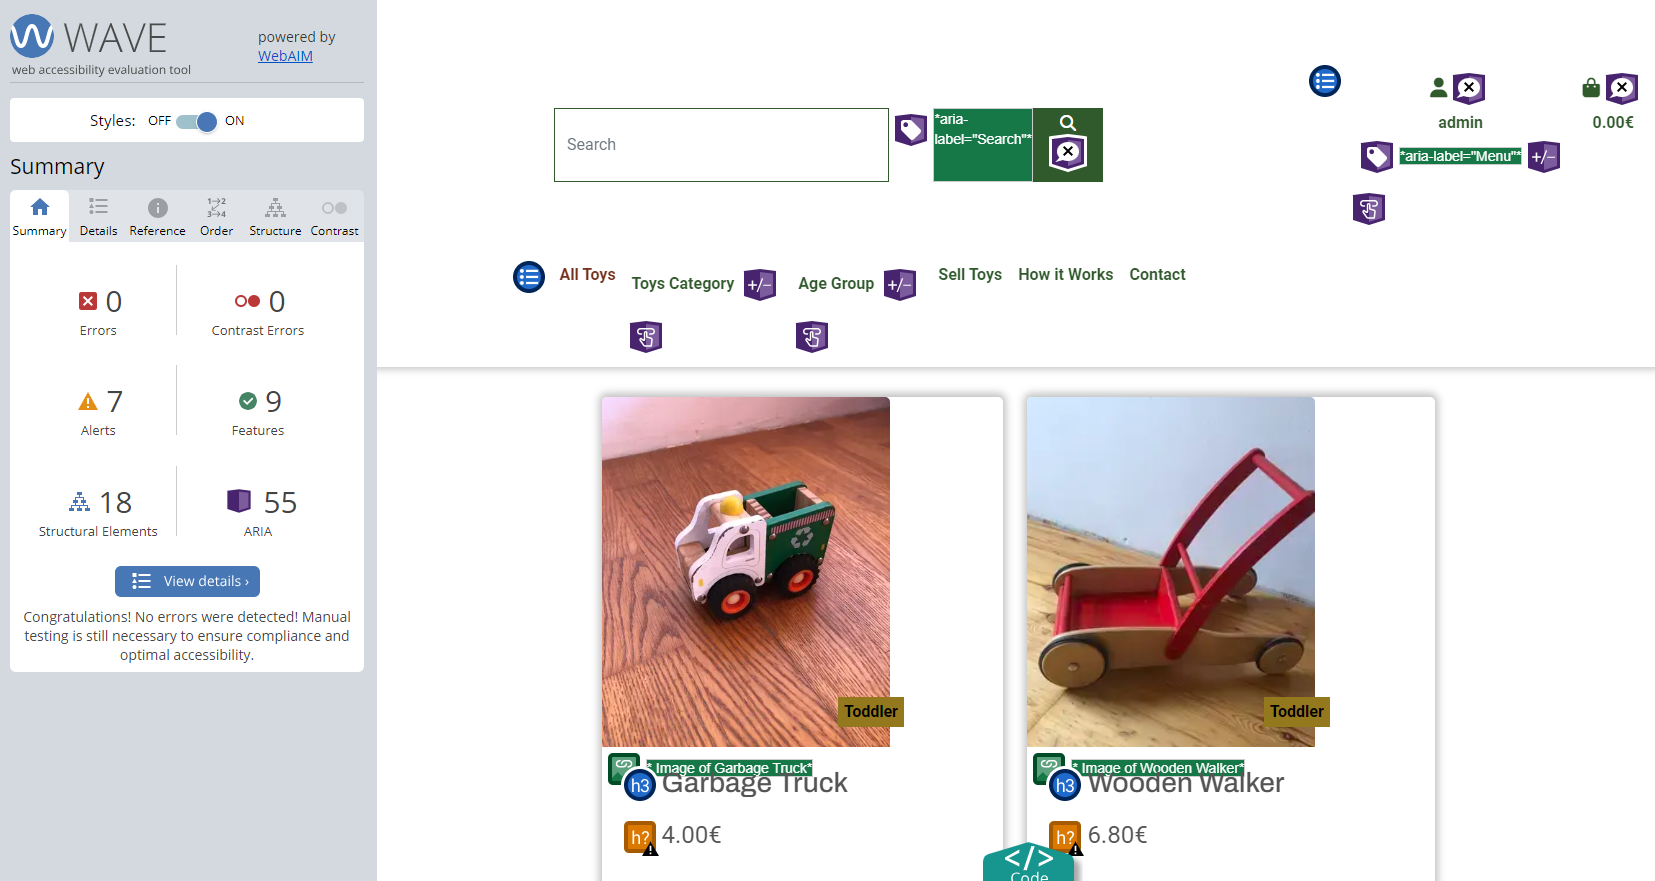 WAVE
web accessibility evaluation tool
powered by
WebAIM
Styles: OFF ON
Summary
Summary Details Reference Order Structure Contrast
0
Errors
0
Contrast Errors
7
Alerts
9
Features
18
Structural Elements
55
ARIA
View details ›
Congratulations! No errors were detected! Manual
testing is still necessary to ensure compliance and
optimal accessibility.
Search
*aria-
label="Search"*
admin
0.00€
*aria-label="Menu"*
+/−
All Toys
Toys Category
+/−
Age Group
+/−
Sell Toys
How it Works
Contact
Toddler
* Image of Garbage Truck*
h3 Garbage Truck
h? 4.00€
Toddler
* Image of Wooden Walker*
h3 Wooden Walker
h? 6.80€
</>
Code